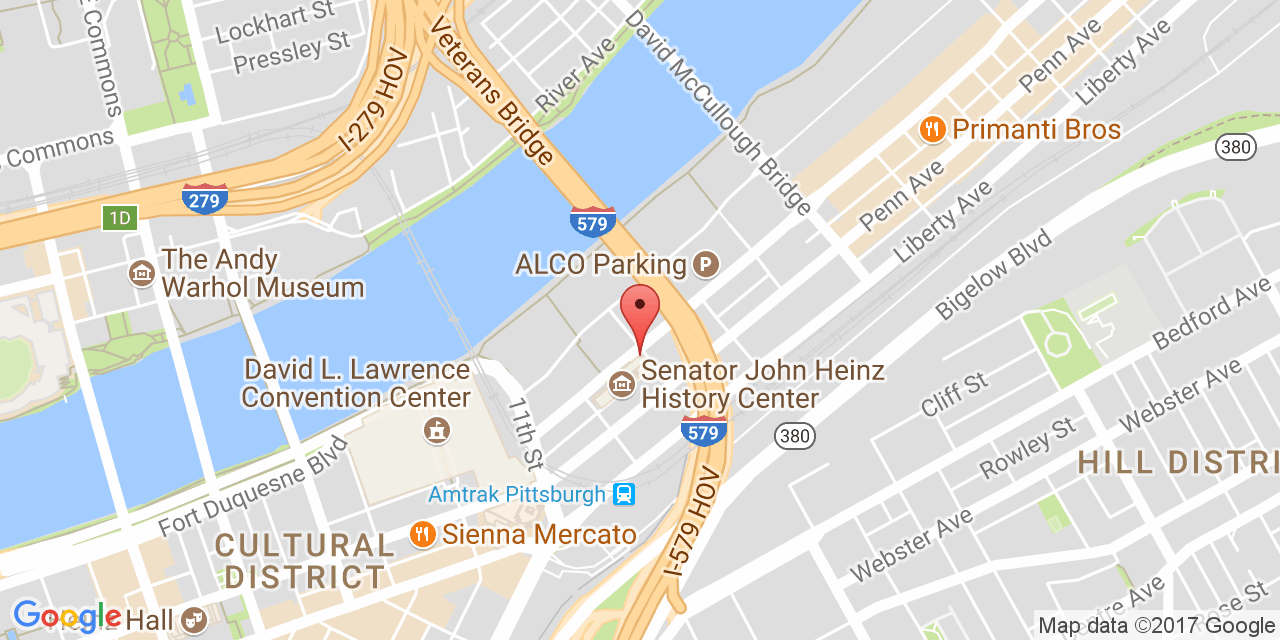 Lockhart St
Pressley St
Commons
Commons
I-279 HOV
Veterans Bridge
River Ave
David McCullough Bridge
Penn Ave
Liberty Ave
Primanti Bros
380
279
1D
579
Penn Ave
Liberty Ave
Bigelow Blvd
The Andy
Warhol Museum
ALCO Parking
P
Bedford Ave
David L. Lawrence
Convention Center
11th St
Senator John Heinz
History Center
579
380
Cliff St
Webster Ave
Rowley St
HILL DISTRI
Fort Duquesne Blvd
Amtrak Pittsburgh
Sienna Mercato
I-579 HOV
Webster Ave
CULTURAL
DISTRICT
Rose St
Google
Hall
Map data ©2017 Google